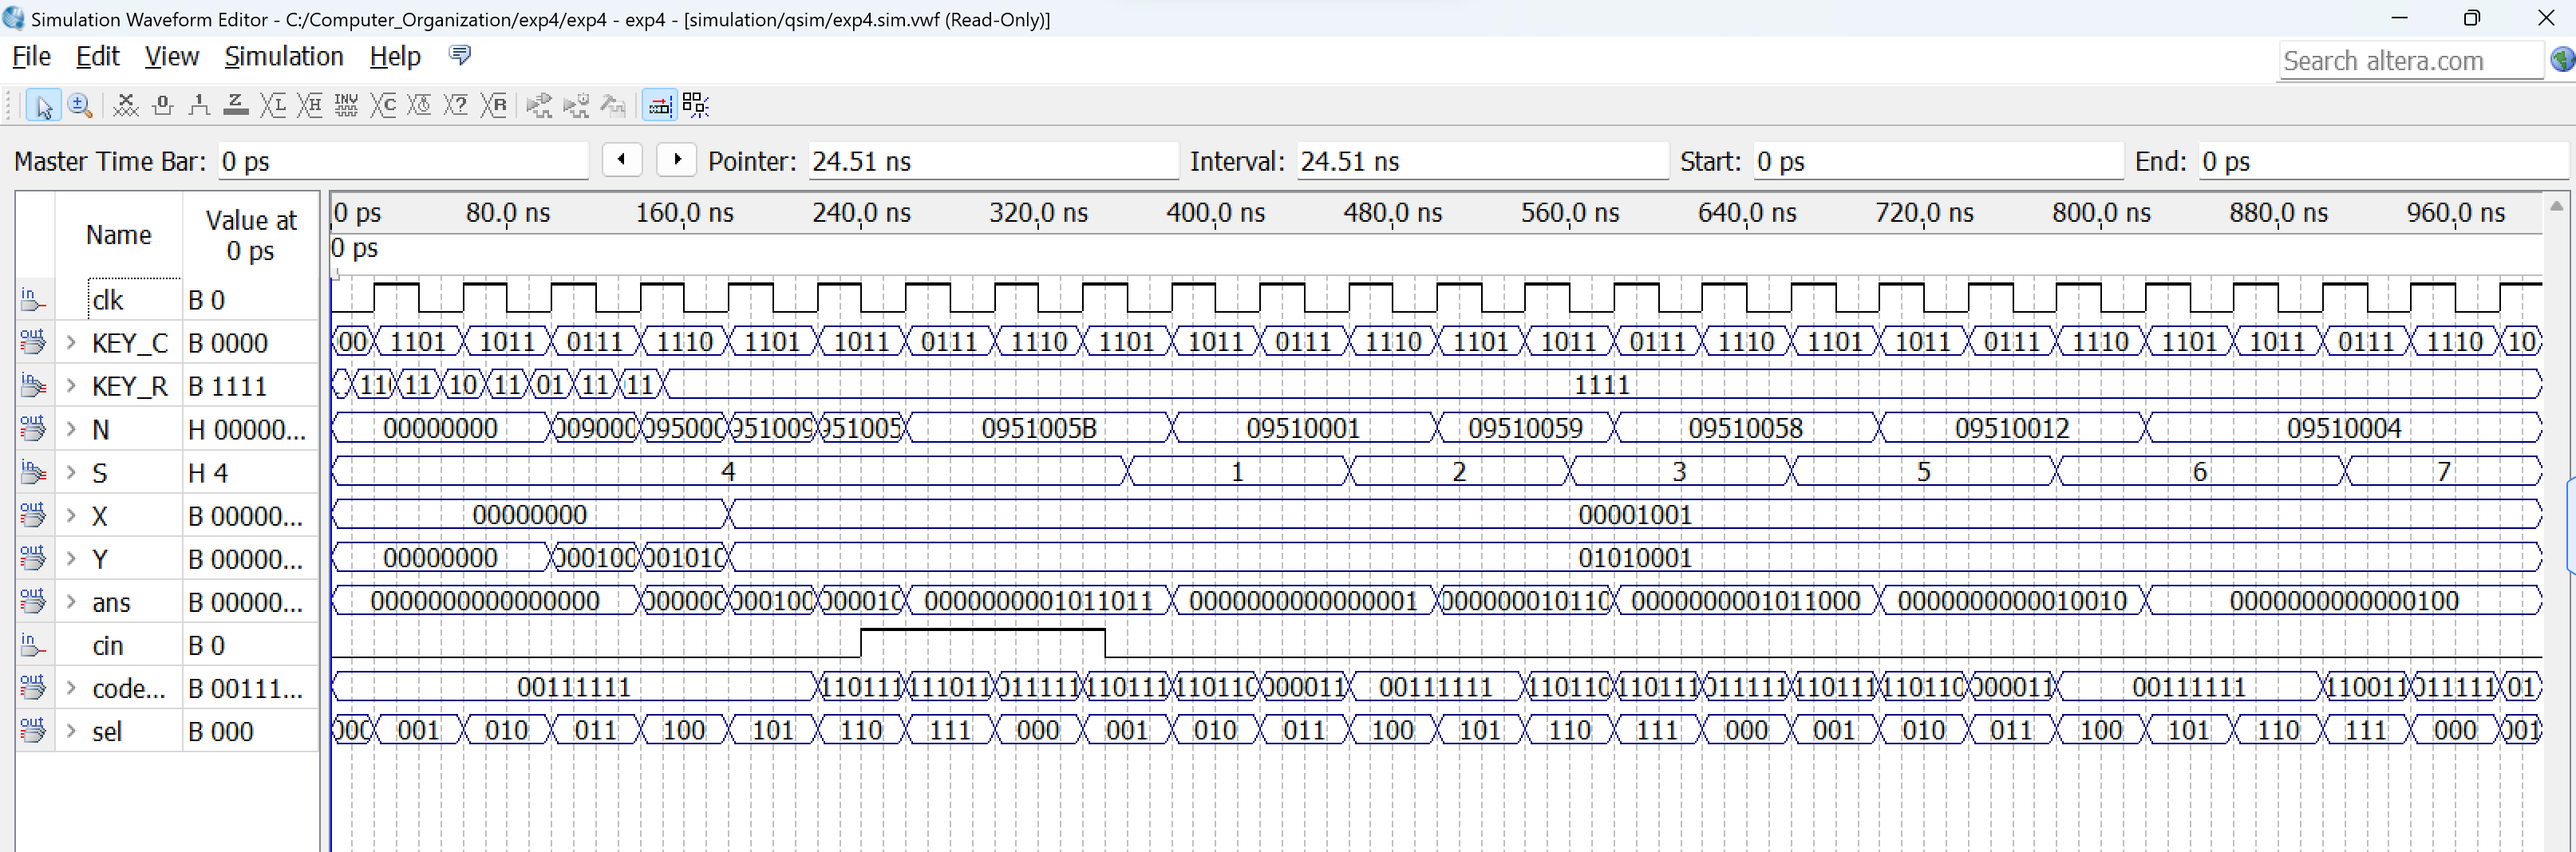 Simulation Waveform Editor - C:/Computer_Organization/exp4/exp4 - exp4 - [simulation/qsim/exp4.sim.vwf (Read-Only)]
File Edit View Simulation Help Search altera.com
Master Time Bar: 0 ps Pointer: 24.51 ns Interval: 24.51 ns Start: 0 ps End: 0 ps
Name Value at 0 ps 0 ps 80.0 ns 160.0 ns 240.0 ns 320.0 ns 400.0 ns 480.0 ns 560.0 ns 640.0 ns 720.0 ns 800.0 ns 880.0 ns 960.0 ns
0 ps
in clk B 0
out KEY_C B 0000 00 1101 1011 0111 1110 1101 1011 0111 1110 1101 1011 0111 1110 1101 1011 0111 1110 1101 1011 0111 1110 1101 1011 0111 1110 10
in KEY_R B 1111 11 11 10 11 01 11 11 1111
out N H 00000... 00000000 009000 095000 951009 951005 0951005B 09510001 09510059 09510058 09510012 09510004
in S H 4 4 1 2 3 5 6 7
out X B 00000... 00000000 00001001
out Y B 00000... 00000000 000100 001010 01010001
out ans B 00000... 0000000000000000 000000 000100 000010 0000000001011011 0000000000000001 000000010110 0000000001011000 0000000000010010 0000000000000100
in cin B 0
out code... B 00111... 00111111 110111 111011 011111 110111 110110 000011 00111111 110110 110111 011111 110111 110110 000011 00111111 110011 011111 01
out sel B 000 000 001 010 011 100 101 110 111 000 001 010 011 100 101 110 111 000 001 010 011 100 101 110 111 000 001